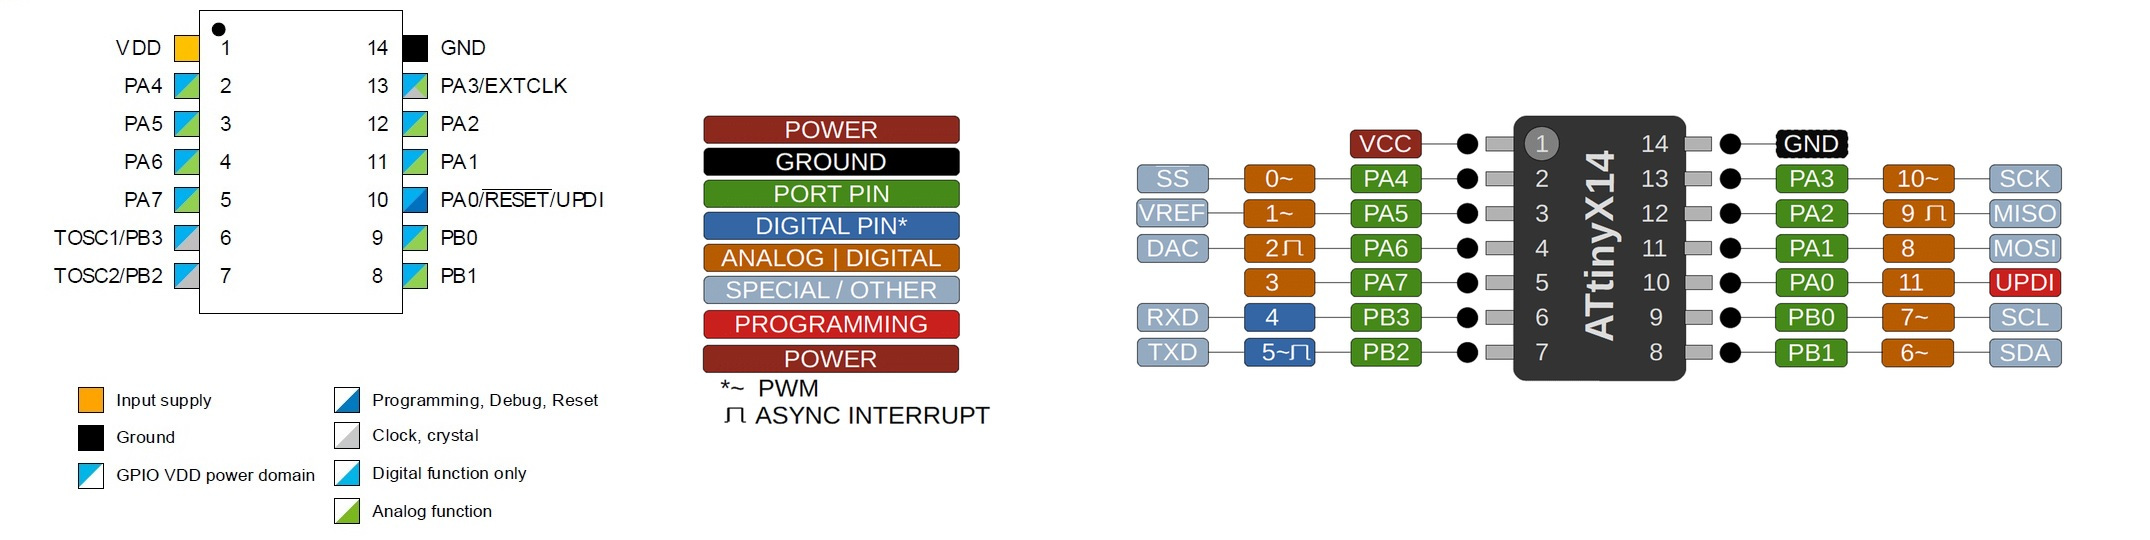 VDD 1 14 GND
PA4 2 13 PA3/EXTCLK
PA5 3 12 PA2
PA6 4 11 PA1
PA7 5 10 PA0/RESET/UPDI
TOSC1/PB3 6 9 PB0
TOSC2/PB2 7 8 PB1
Input supply
Ground
GPIO VDD power domain
Programming, Debug, Reset
Clock, crystal
Digital function only
Analog function
POWER
GROUND
PORT PIN
DIGITAL PIN*
ANALOG | DIGITAL
SPECIAL / OTHER
PROGRAMMING
POWER
*~ PWM
ASYNC INTERRUPT
ATtinyX14
VCC 1 14 GND
SS 0~ PA4 2 13 PA3 10~ SCK
VREF 1~ PA5 3 12 PA2 9 MISO
DAC 2 PA6 4 11 PA1 8 MOSI
3 PA7 5 10 PA0 11 UPDI
RXD 4 PB3 6 9 PB0 7~ SCL
TXD 5~ PB2 7 8 PB1 6~ SDA